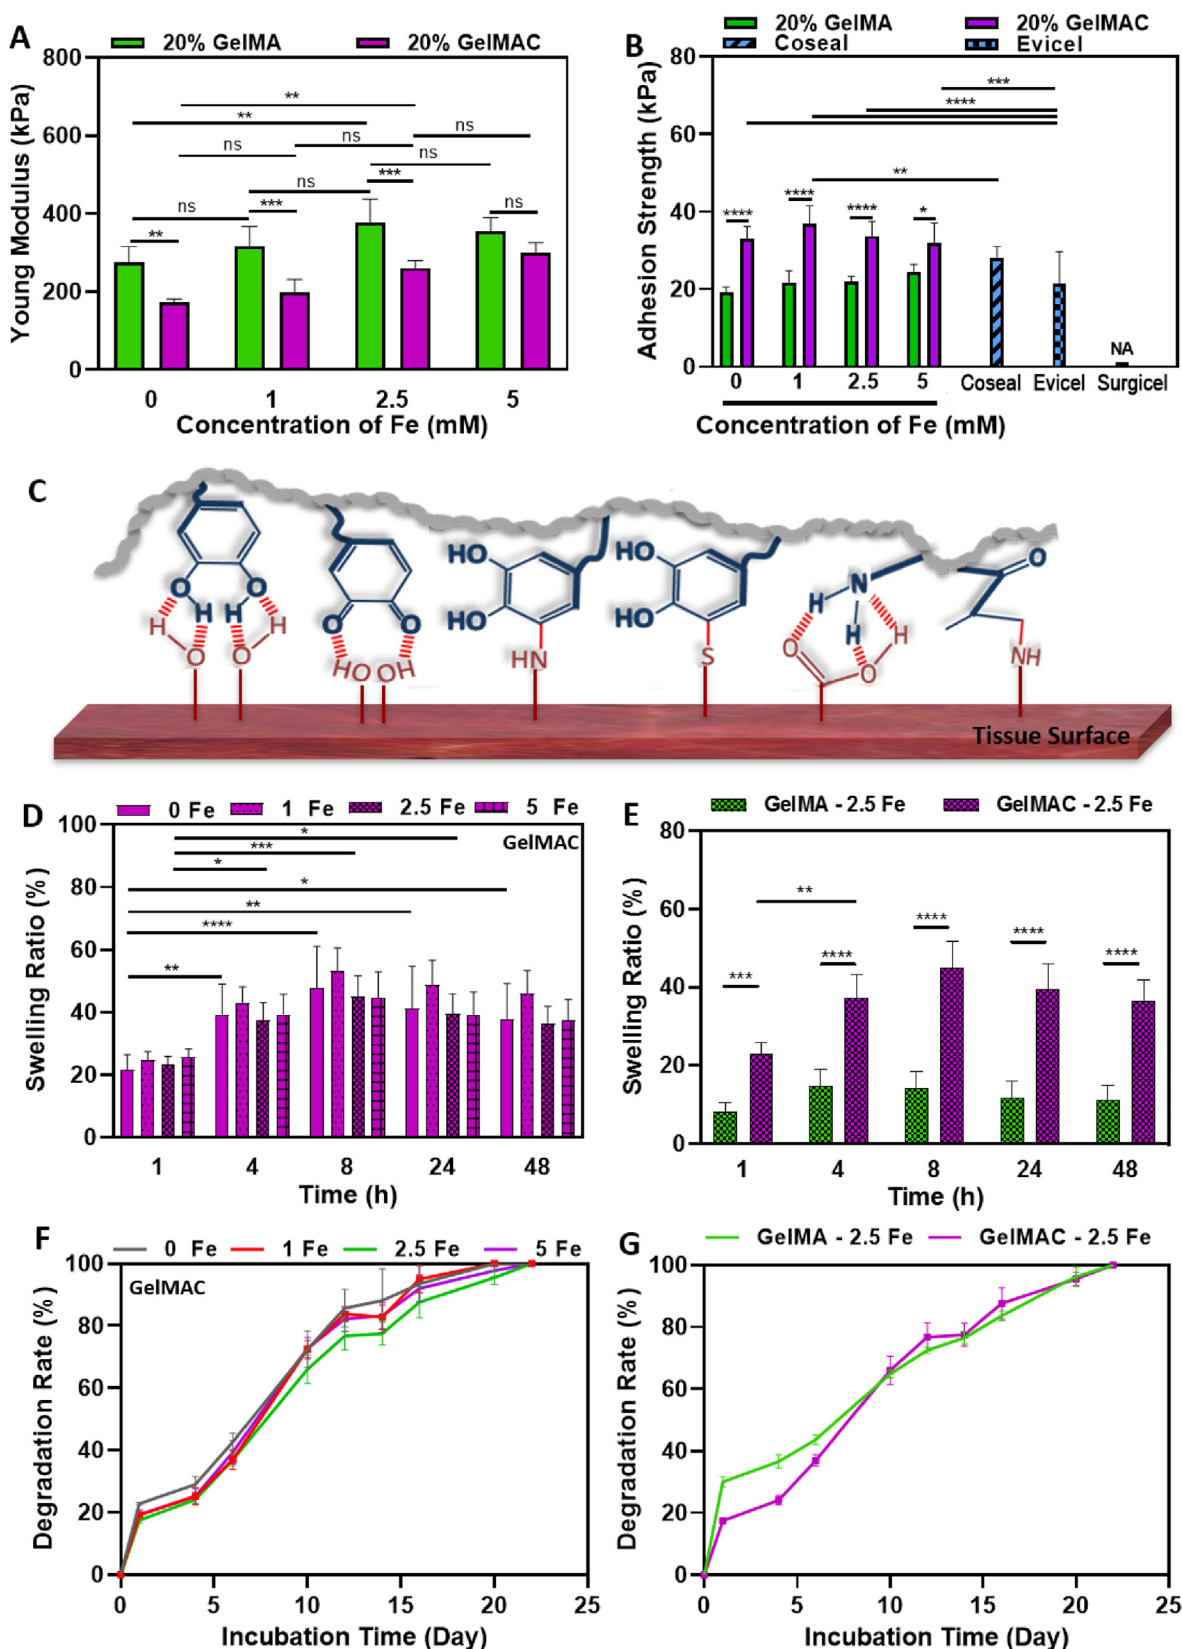 A
20% GelMA
20% GelMAC
Young Modulus (kPa)
800
600
400
200
0
**
**
ns
ns
ns
ns
***
ns
ns
***
ns
**
0
1
2.5
5
Concentration of Fe (mM)
B
20% GelMA
20% GelMAC
Coseal
Evicel
Adhesion Strength (kPa)
80
60
40
20
0
***
****
**
****
****
****
*
NA
0
1
2.5
5
Coseal
Evicel
Surgicel
Concentration of Fe (mM)
C
O
O
H
H
H
H
O
O
O
O
HO
OH
HO
HO
HN
HO
HO
S
N
H
H
H
O
O
O
NH
Tissue Surface
D
0 Fe
1 Fe
2.5 Fe
5 Fe
GelMAC
Swelling Ratio (%)
100
80
60
40
20
0
*
***
*
*
**
****
**
1
4
8
24
48
Time (h)
E
GelMA - 2.5 Fe
GelMAC - 2.5 Fe
Swelling Ratio (%)
80
60
40
20
0
**
****
****
****
****
***
1
4
8
24
48
Time (h)
F
0 Fe
1 Fe
2.5 Fe
5 Fe
GelMAC
Degradation Rate (%)
100
80
60
40
20
0
0
5
10
15
20
25
Incubation Time (Day)
G
GelMA - 2.5 Fe
GelMAC - 2.5 Fe
Degradation Rate (%)
100
80
60
40
20
0
0
5
10
15
20
25
Incubation Time (Day)